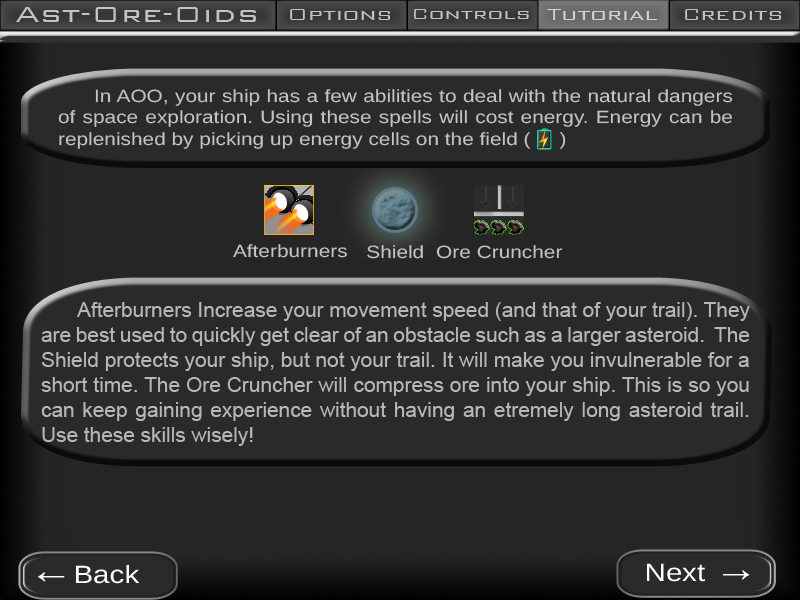 Ast-Ore-Oids Options Controls Tutorial Credits
In AOO, your ship has a few abilities to deal with the natural dangers
of space exploration. Using these spells will cost energy. Energy can be
replenished by picking up energy cells on the field ( )
Afterburners Shield Ore Cruncher
Afterburners Increase your movement speed (and that of your trail). They
are best used to quickly get clear of an obstacle such as a larger asteroid. The
Shield protects your ship, but not your trail. It will make you invulnerable for a
short time. The Ore Cruncher will compress ore into your ship. This is so you
can keep gaining experience without having an etremely long asteroid trail.
Use these skills wisely!
← Back Next →